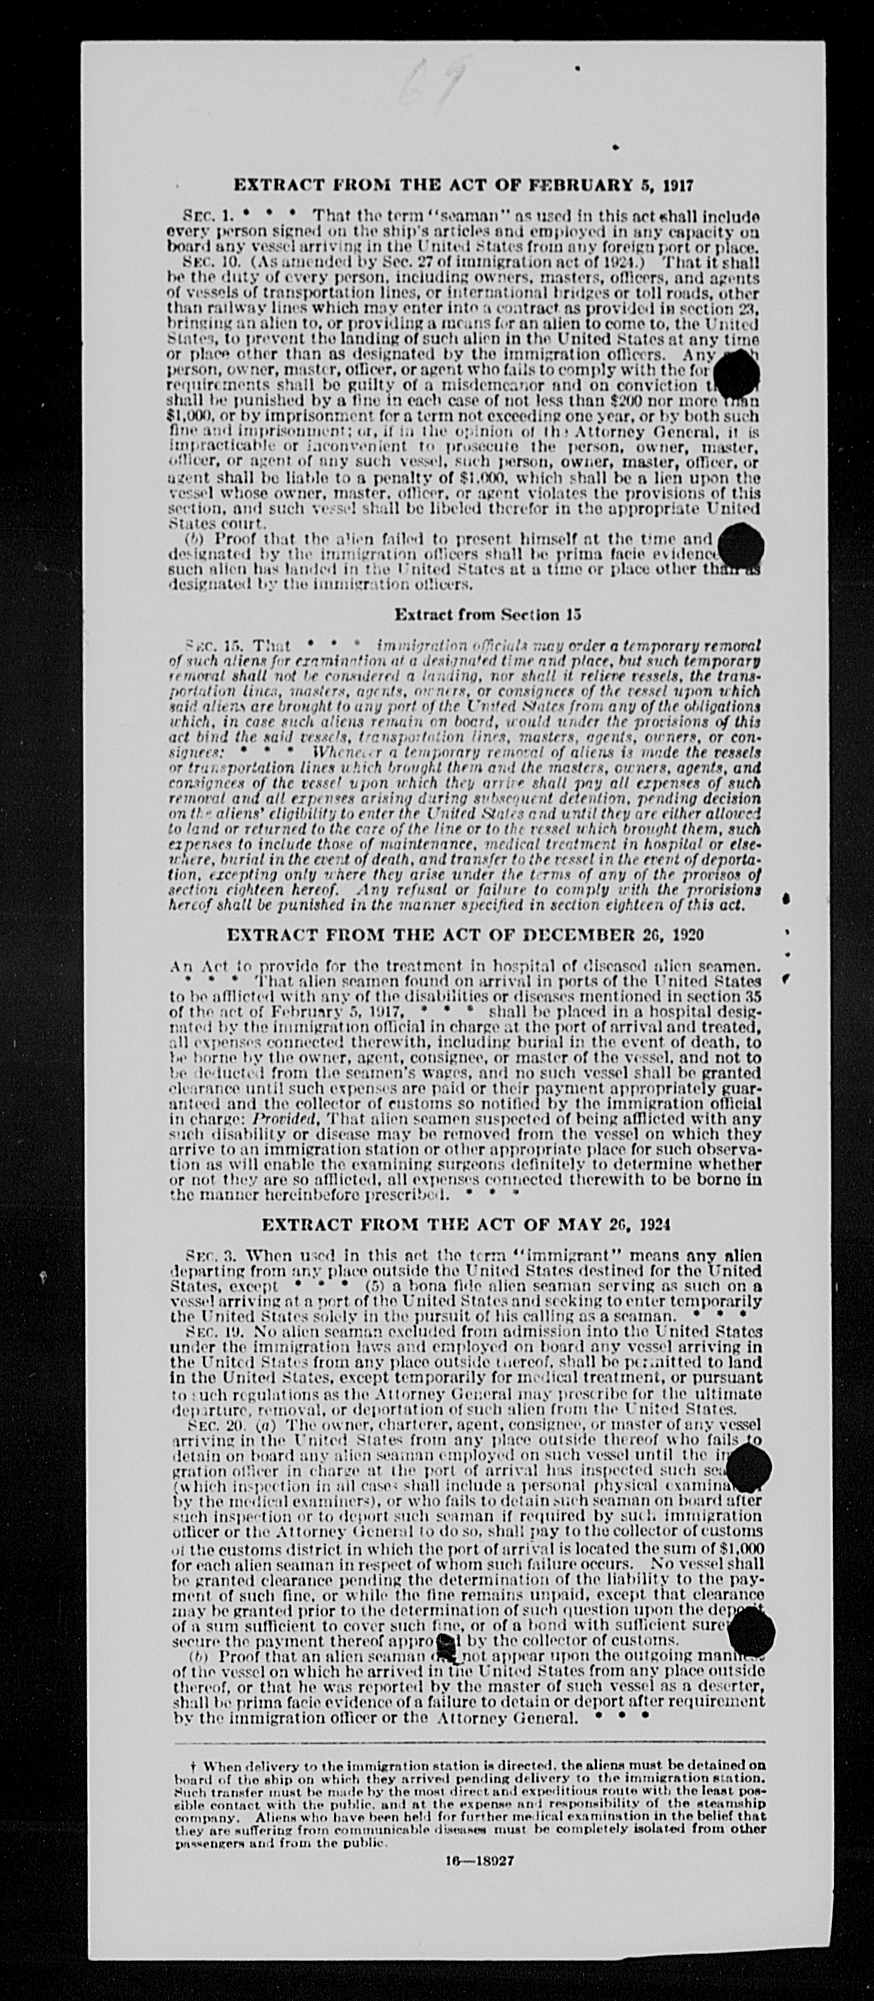 69
EXTRACT FROM THE ACT OF FEBRUARY 5, 1917
SEC. 1. * * * That the term "seaman" as used in this act shall include
every person signed on the ship's articles and employed in any capacity on
board any vessel arriving in the United States from any foreign port or place.
SEC. 10. (As amended by Sec. 27 of immigration act of 1924.) That it shall
be the duty of every person, including owners, masters, officers, and agents
of vessels of transportation lines, or international bridges or toll roads, other
than railway lines which may enter into a contract as provided in section 23,
bringing an alien to, or providing a means for an alien to come to, the United
States, to prevent the landing of such alien in the United States at any time
or place other than as designated by the immigration officers. Any
person, owner, master, officer, or agent who fails to comply with the for
requirements shall be guilty of a misdemeanor and on conviction
shall be punished by a fine in each case of not less than $200 nor more than
$1,000, or by imprisonment for a term not exceeding one year, or by both such
fine and imprisonment; or, if in the opinion of the Attorney General, it is
impracticable or inconvenient to prosecute the person, owner, master,
officer, or agent of any such vessel, such person, owner, master, officer, or
agent shall be liable to a penalty of $1,000, which shall be a lien upon the
vessel whose owner, master, officer, or agent violates the provisions of this
section, and such vessel shall be libeled therefor in the appropriate United
States court.
(b) Proof that the alien failed to present himself at the time and
designated by the immigration officers shall be prima facie evidence
such alien has landed in the United States at a time or place other than as
designated by the immigration officers.
Extract from Section 15
SEC. 15. That * * * immigration officials may order a temporary removal
of such aliens for examination at a designated time and place, but such temporary
removal shall not be considered a landing, nor shall it relieve vessels, the trans-
portation lines, masters, agents, owners, or consignees of the vessel upon which
said aliens are brought to any port of the United States from any of the obligations
which, in case such aliens remain on board, would under the provisions of this
act bind the said vessels, transportation lines, masters, agents, owners, or con-
signees: * * * Whenever a temporary removal of aliens is made the vessels
or transportation lines which brought them and the masters, owners, agents, and
consignees of the vessel upon which they arrive shall pay all expenses of such
removal and all expenses arising during subsequent detention, pending decision
on the aliens' eligibility to enter the United States and until they are either allowed
to land or returned to the care of the line or to the vessel which brought them, such
expenses to include those of maintenance, medical treatment in hospital or else-
where, burial in the event of death, and transfer to the vessel in the event of deporta-
tion, excepting only where they arise under the terms of any of the provisos of
section eighteen hereof. Any refusal or failure to comply with the provisions
hereof shall be punished in the manner specified in section eighteen of this act.
EXTRACT FROM THE ACT OF DECEMBER 26, 1920
An Act to provide for the treatment in hospital of diseased alien seamen.
* * * That alien seamen found on arrival in ports of the United States
to be afflicted with any of the disabilities or diseases mentioned in section 35
of the act of February 5, 1917, * * * shall be placed in a hospital desig-
nated by the immigration official in charge at the port of arrival and treated,
all expenses connected therewith, including burial in the event of death, to
be borne by the owner, agent, consignee, or master of the vessel, and not to
be deducted from the seamen's wages, and no such vessel shall be granted
clearance until such expenses are paid or their payment appropriately guar-
anteed and the collector of customs so notified by the immigration official
in charge: Provided, That alien seamen suspected of being afflicted with any
such disability or disease may be removed from the vessel on which they
arrive to an immigration station or other appropriate place for such observa-
tion as will enable the examining surgeons definitely to determine whether
or not they are so afflicted, all expenses connected therewith to be borne in
the manner hereinbefore prescribed. * * *
EXTRACT FROM THE ACT OF MAY 26, 1924
SEC. 3. When used in this act the term "immigrant" means any alien
departing from any place outside the United States destined for the United
States, except * * * (5) a bona fide alien seaman serving as such on a
vessel arriving at a port of the United States and seeking to enter temporarily
the United States solely in the pursuit of his calling as a seaman. * * *
SEC. 19. No alien seaman excluded from admission into the United States
under the immigration laws and employed on board any vessel arriving in
the United States from any place outside thereof, shall be permitted to land
in the United States, except temporarily for medical treatment, or pursuant
to such regulations as the Attorney General may prescribe for the ultimate
departure, removal, or deportation of such alien from the United States.
SEC. 20. (a) The owner, charterer, agent, consignee, or master of any vessel
arriving in the United States from any place outside thereof who fails to
detain on board any alien seaman employed on such vessel until the
gration officer in charge at the port of arrival has inspected such sea
(which inspection in all cases shall include a personal physical examina
by the medical examiners), or who fails to detain such seaman on board after
such inspection or to deport such seaman if required by such immigration
officer or the Attorney General to do so, shall pay to the collector of customs
of the customs district in which the port of arrival is located the sum of $1,000
for each alien seaman in respect of whom such failure occurs. No vessel shall
be granted clearance pending the determination of the liability to the pay-
ment of such fine, or while the fine remains unpaid, except that clearance
may be granted prior to the determination of such question upon the deposit
of a sum sufficient to cover such fine, or of a bond with sufficient sure
secure the payment thereof approved by the collector of customs.
(b) Proof that an alien seaman did not appear upon the outgoing manifest
of the vessel on which he arrived in the United States from any place outside
thereof, or that he was reported by the master of such vessel as a deserter,
shall be prima facie evidence of a failure to detain or deport after requirement
by the immigration officer or the Attorney General. * * *
† When delivery to the immigration station is directed, the aliens must be detained on
board of the ship on which they arrived pending delivery to the immigration station.
Such transfer must be made by the most direct and expeditious route with the least pos-
sible contact with the public, and at the expense and responsibility of the steamship
company. Aliens who have been held for further medical examination in the belief that
they are suffering from communicable diseases must be completely isolated from other
passengers and from the public.
16—18927